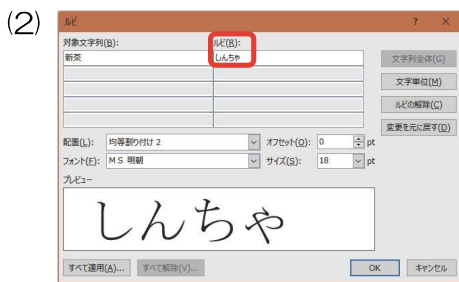 (2)
ルビ ? ×
対象文字列(B): ルビ(R):
新茶 しんちゃ
文字列全体(G)
文字単位(M)
ルビの解除(C)
変更を元に戻す(D)
配置(L): 均等割り付け 2 オフセット(O): 0 pt
フォント(F): MS 明朝 サイズ(S): 18 pt
プレビュー
しんちゃ
すべて適用(A)... すべて解除(V)... OK キャンセル